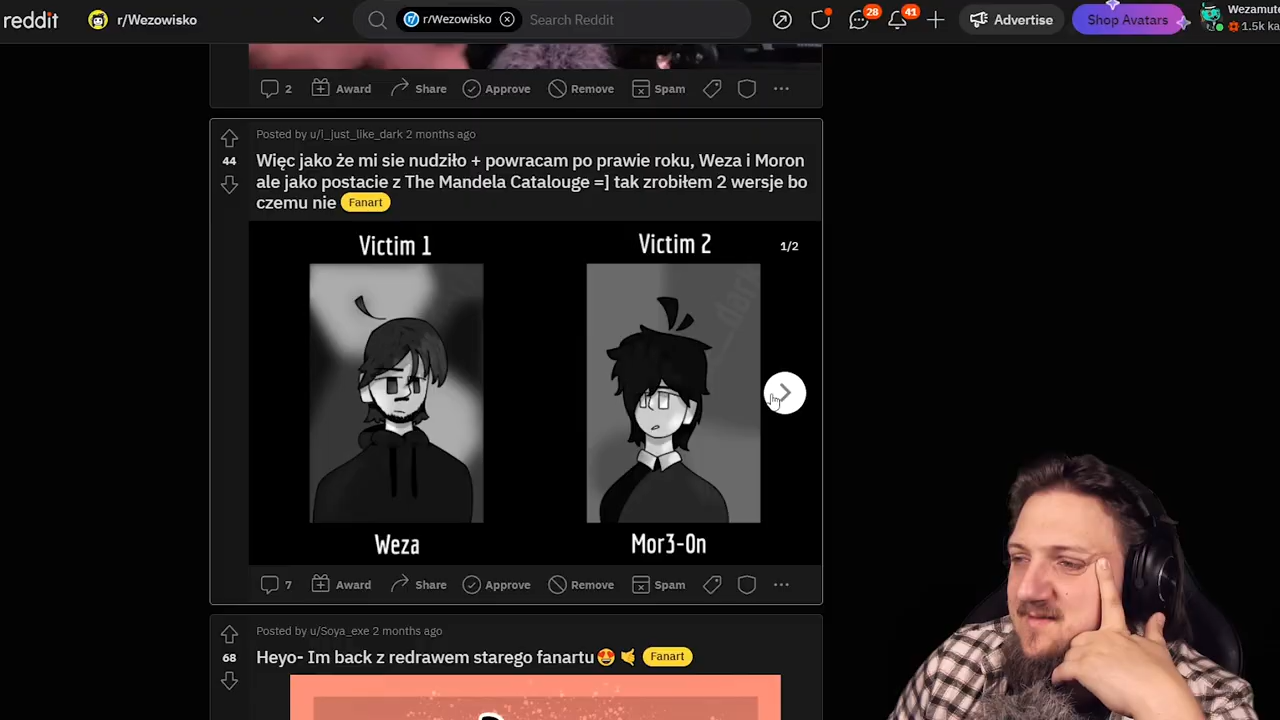 reddit
r/Wezowisko
r/Wezowisko
Search Reddit
28
41
Advertise
Shop Avatars
1.5k
2
Award
Share
Approve
Remove
Spam
Posted by u/I_just_like_dark 2 months ago
44
Więc jako że mi sie nudziło + powracam po prawie roku, Weza i Moron
ale jako postacie z The Mandela Catalouge =] tak zrobiłem 2 wersje bo
czemu nie Fanart
Victim 1
Victim 2
1/2
Weza
Mor3-0n
7
Award
Share
Approve
Remove
Spam
Posted by u/Soya_exe 2 months ago
68
Heyo- Im back z redrawem starego fanartu😍🤙 Fanart